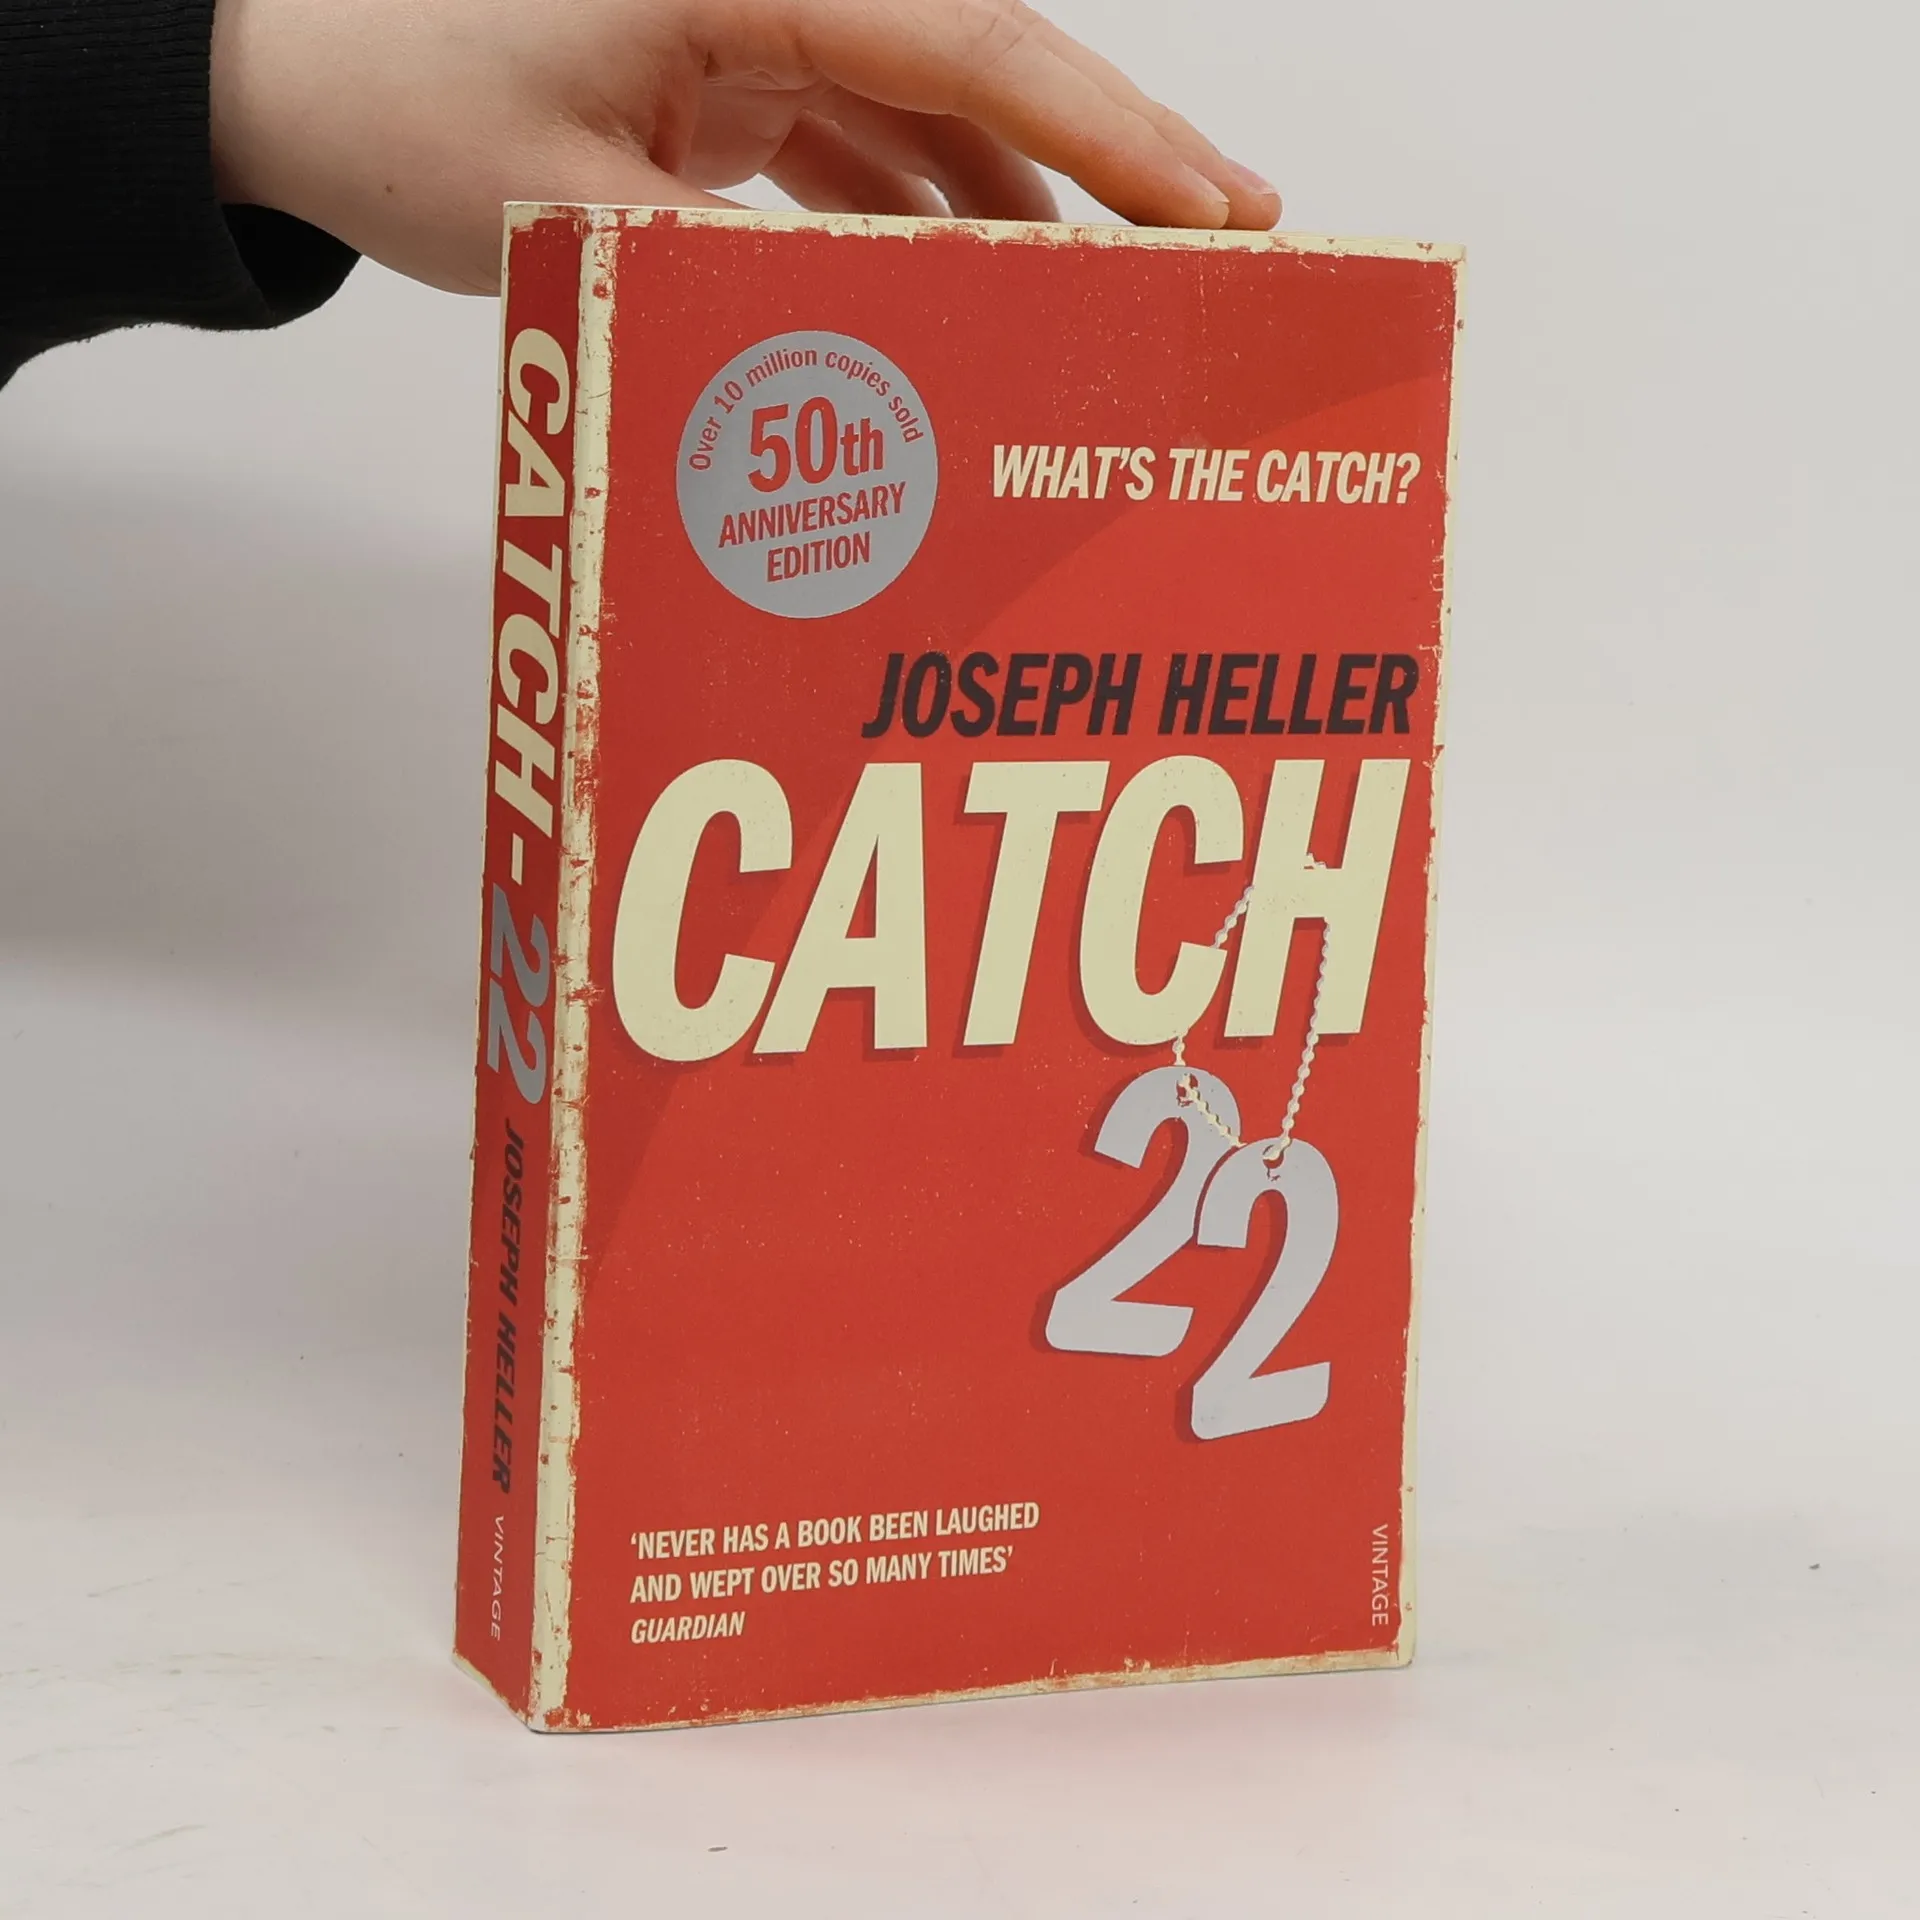 CATCH-22 JOSEPH HELLER VINTAGE
Over 10 million copies sold
50th
ANNIVERSARY
EDITION
WHAT'S THE CATCH?
JOSEPH HELLER
CATCH
22
‘NEVER HAS A BOOK BEEN LAUGHED
AND WEPT OVER SO MANY TIMES’
GUARDIAN
VINTAGE